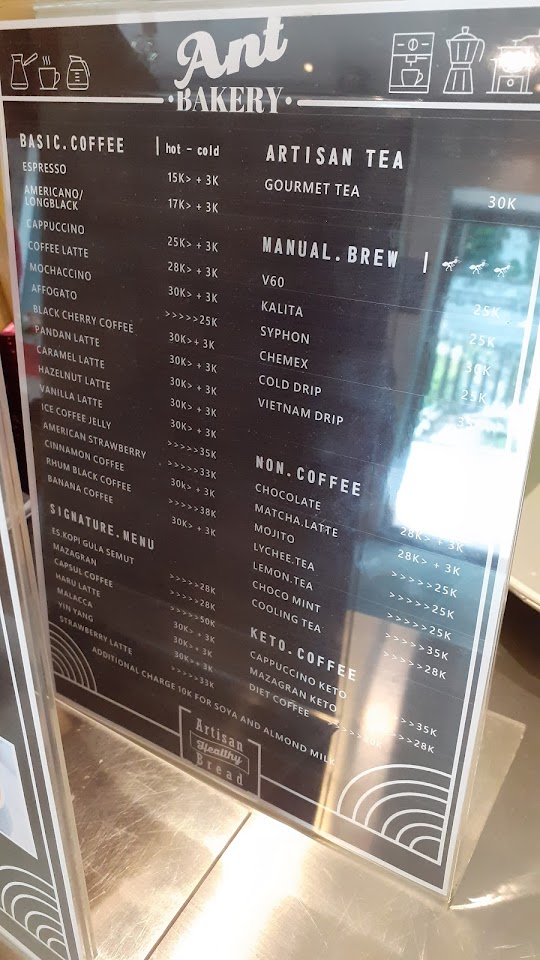 Ant
BAKERY
BASIC.COFFEE | hot - cold
ESPRESSO 15K> + 3K
AMERICANO/
LONGBLACK 17K> + 3K
CAPPUCCINO 25K> + 3K
COFFEE LATTE 28K> + 3K
MOCHACCINO 30K> + 3K
AFFOGATO >>>>>25K
BLACK CHERRY COFFEE 30K>+ 3K
PANDAN LATTE 30K> + 3K
CARAMEL LATTE 30K> + 3K
HAZELNUT LATTE 30K> + 3K
VANILLA LATTE 30K> + 3K
ICE COFFEE JELLY >>>>>35K
AMERICAN STRAWBERRY >>>>>33K
CINNAMON COFFEE 30K> + 3K
RHUM BLACK COFFEE >>>>>38K
BANANA COFFEE 30K> + 3K
SIGNATURE.MENU
ES.KOPI GULA SEMUT >>>>>28K
MAZAGRAN >>>>>28K
CAPSUL COFFEE >>>>>50K
HARU LATTE 30K> + 3K
MALACCA 30K> + 3K
YIN YANG 30K> + 3K
STRAWBERRY LATTE >>>>>33K
ARTISAN TEA
GOURMET TEA 30K
MANUAL.BREW |
V60 25K
KALITA 25K
SYPHON 30K
CHEMEX 25K
COLD DRIP
VIETNAM DRIP
NON.COFFEE
CHOCOLATE 28K> + 3K
MATCHA.LATTE 28K> + 3K
MOJITO >>>>>25K
LYCHEE.TEA >>>>>25K
LEMON.TEA >>>>>25K
CHOCO MINT >>>>>35K
COOLING TEA >>>>>28K
KETO.COFFEE
CAPPUCCINO KETO >>35K
MAZAGRAN KETO >>28K
DIET COFFEE
ADDITIONAL CHARGE 10K FOR SOYA AND ALMOND MILK
Artisan
Healthy
Bread